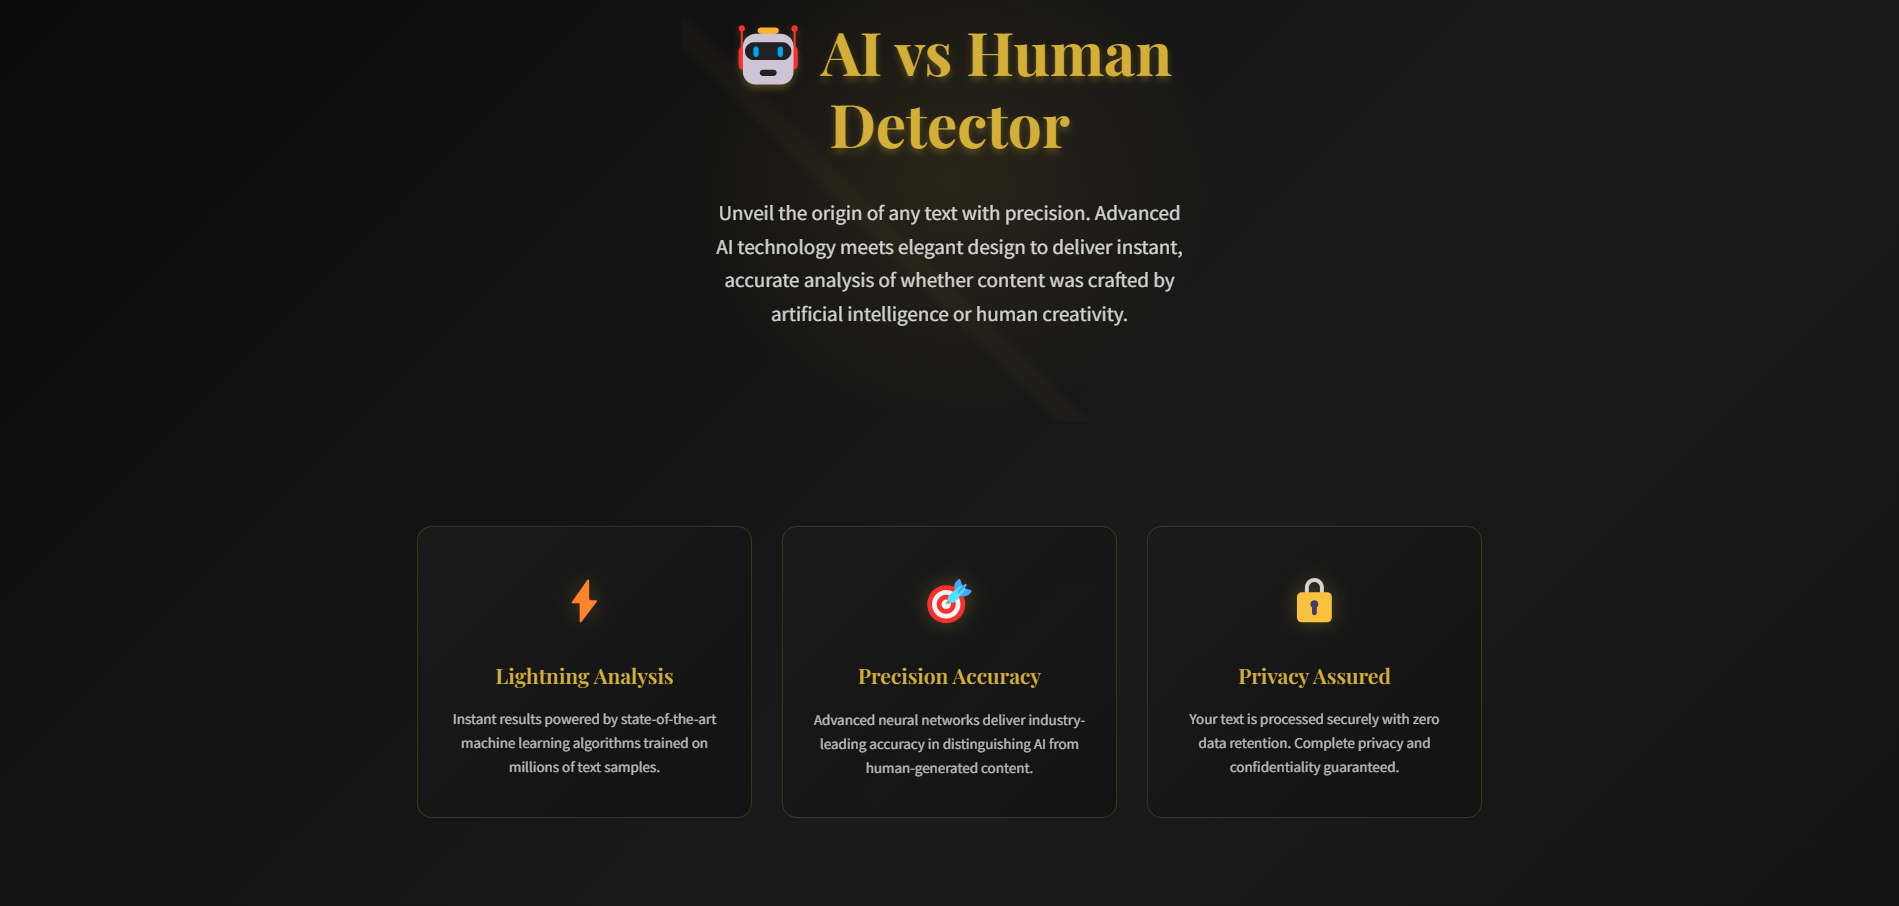 AI vs Human
Detector
Unveil the origin of any text with precision. Advanced
AI technology meets elegant design to deliver instant,
accurate analysis of whether content was crafted by
artificial intelligence or human creativity.
Lightning Analysis
Instant results powered by state-of-the-art
machine learning algorithms trained on
millions of text samples.
Precision Accuracy
Advanced neural networks deliver industry-
leading accuracy in distinguishing AI from
human-generated content.
Privacy Assured
Your text is processed securely with zero
data retention. Complete privacy and
confidentiality guaranteed.